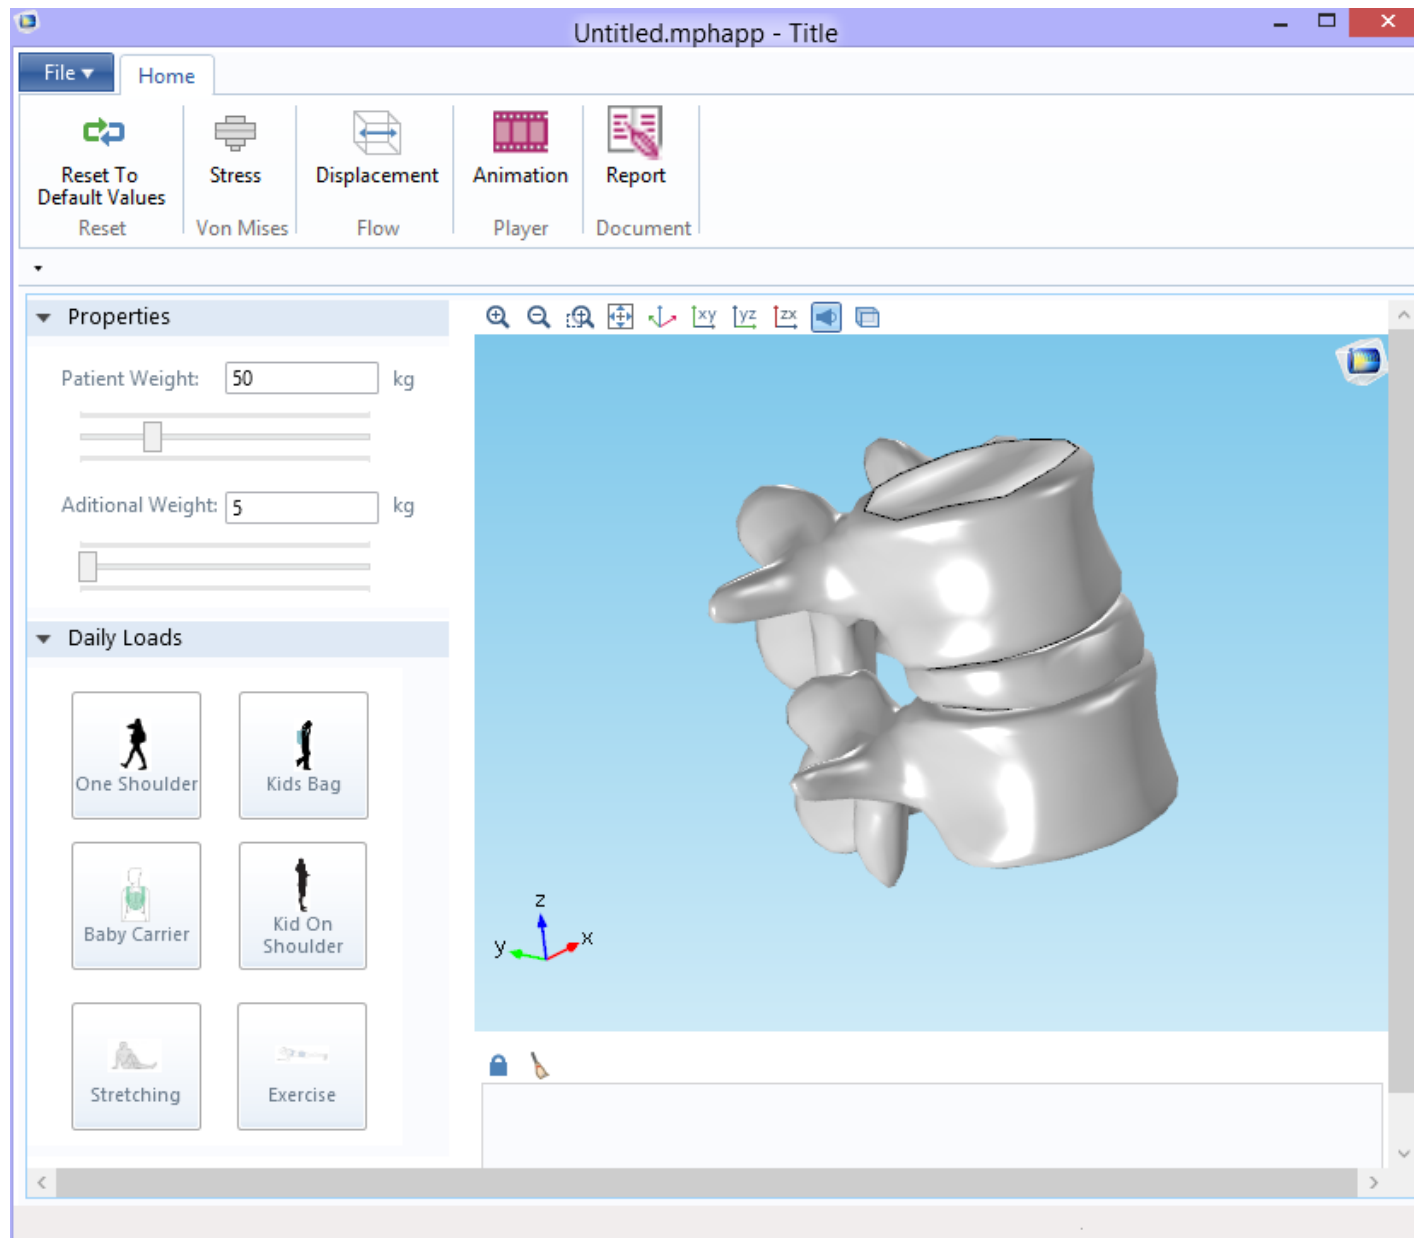 Untitled.mphapp - Title
File
Home
Reset To
Default Values
Reset
Stress
Von Mises
Displacement
Flow
Animation
Player
Report
Document
Properties
xy
yz
zx
Patient Weight:
50
kg
Aditional Weight:
5
kg
Daily Loads
One Shoulder
Kids Bag
Baby Carrier
Kid On
Shoulder
Stretching
Exercise
z
y
x